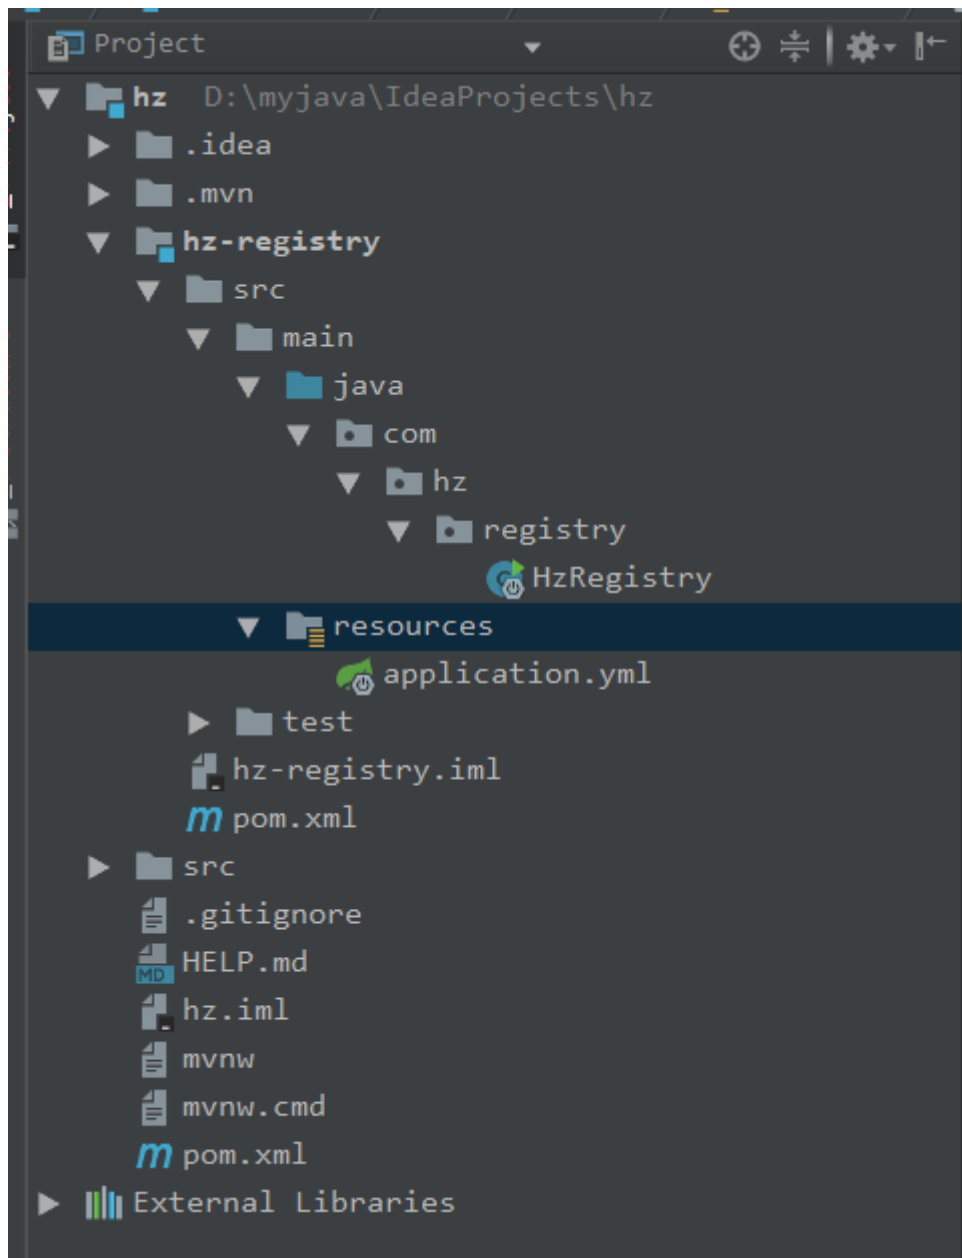 Project
hz D:\myjava\IdeaProjects\hz
.idea
.mvn
hz-registry
src
main
java
com
hz
registry
HzRegistry
resources
application.yml
test
hz-registry.iml
pom.xml
src
.gitignore
HELP.md
hz.iml
mvnw
mvnw.cmd
pom.xml
External Libraries